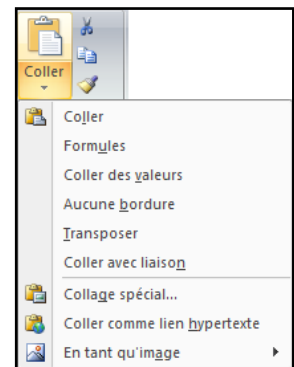 Coller
Coller
Formules
Coller des valeurs
Aucune bordure
Transposer
Coller avec liaison
Collage spécial...
Coller comme lien hypertexte
En tant qu'image